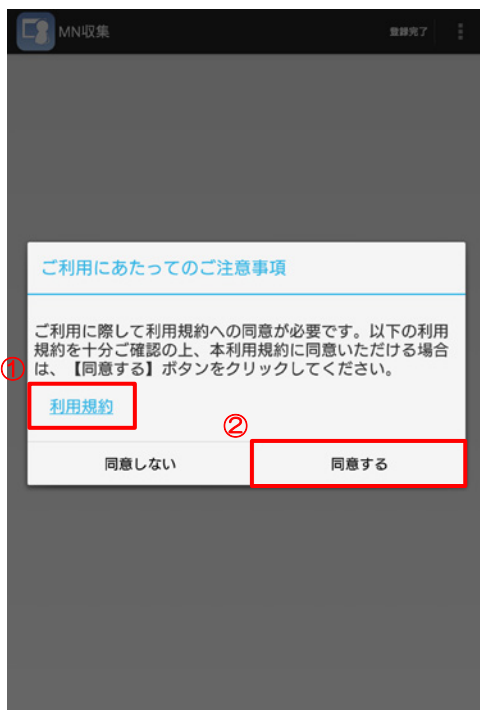 MN収集
登録完了
ご利用にあたってのご注意事項
ご利用に際して利用規約への同意が必要です。以下の利用
規約を十分ご確認の上、本利用規約に同意いただける場合
① は、【同意する】ボタンをクリックしてください。
利用規約
②
同意しない
同意する